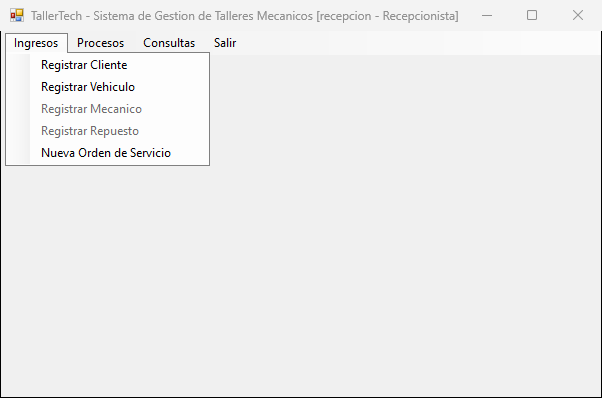 TallerTech - Sistema de Gestion de Talleres Mecanicos [recepcion - Recepcionista]
Ingresos Procesos Consultas Salir
Registrar Cliente
Registrar Vehiculo
Registrar Mecanico
Registrar Repuesto
Nueva Orden de Servicio